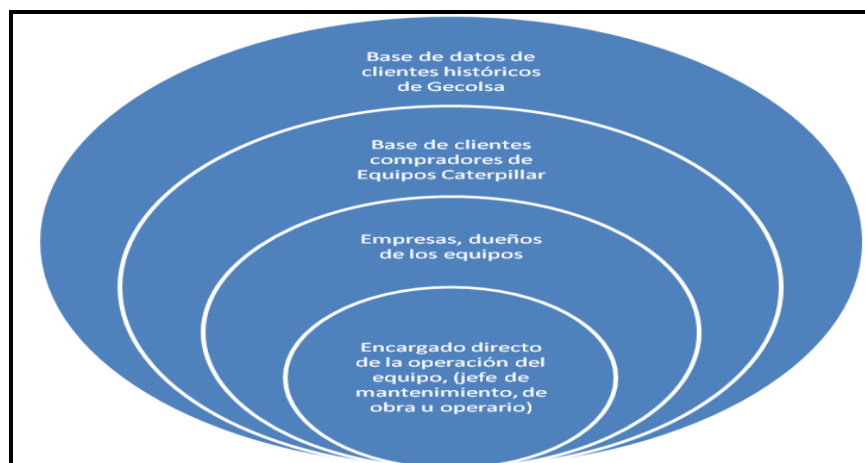 Base de datos de
clientes históricos
de Gecolsa
Base de clientes
compradores de
Equipos Caterpillar
Empresas, dueños
de los equipos
Encargado directo
de la operación del
equipo, (jefe de
mantenimiento, de
obra u operario)